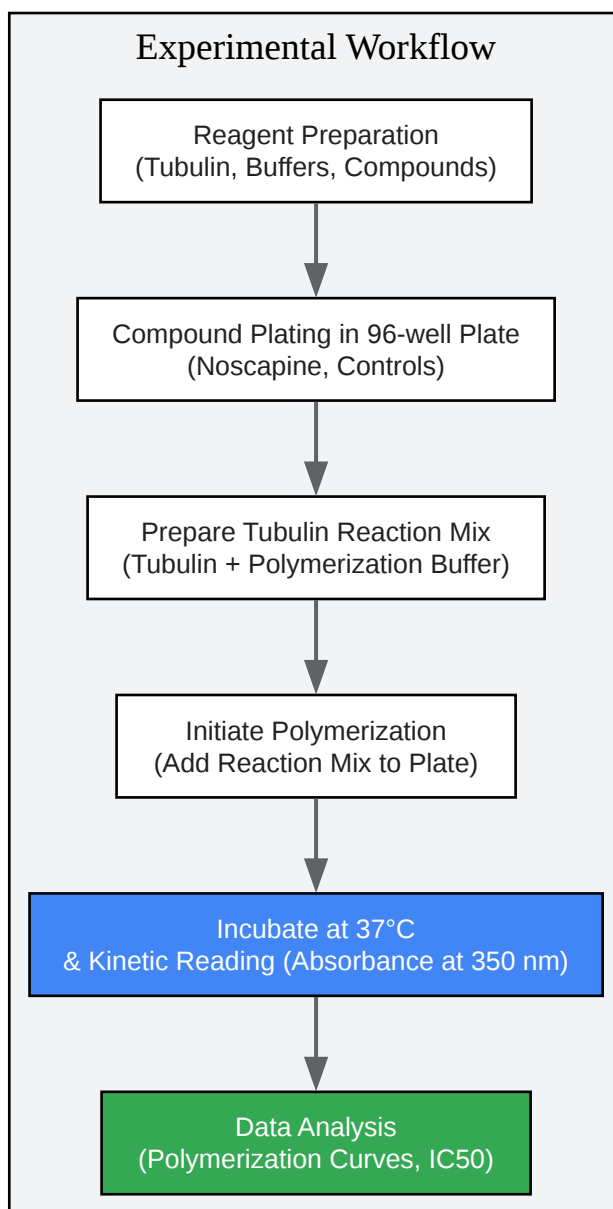 Experimental Workflow
Reagent Preparation
(Tubulin, Buffers, Compounds)
Compound Plating in 96-well Plate
(Noscapine, Controls)
Prepare Tubulin Reaction Mix
(Tubulin + Polymerization Buffer)
Initiate Polymerization
(Add Reaction Mix to Plate)
Incubate at 37°C
& Kinetic Reading (Absorbance at 350 nm)
Data Analysis
(Polymerization Curves, IC50)